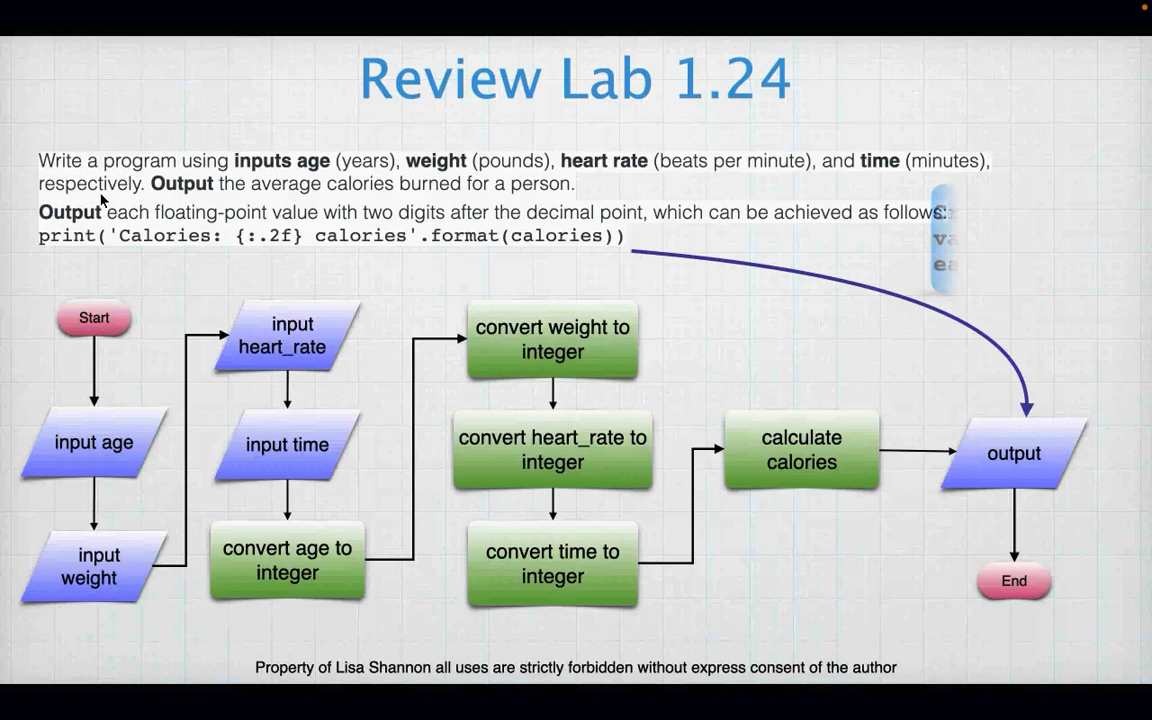 Review Lab 1.24
Write a program using inputs age (years), weight (pounds), heart rate (beats per minute), and time (minutes),
respectively. Output the average calories burned for a person.
Output each floating-point value with two digits after the decimal point, which can be achieved as follows:
print('Calories: {:.2f} calories'.format(calories))
Start
input age
input
weight
input
heart_rate
input time
convert age to
integer
convert weight to
integer
convert heart_rate to
integer
convert time to
integer
calculate
calories
output
End
Property of Lisa Shannon all uses are strictly forbidden without express consent of the author